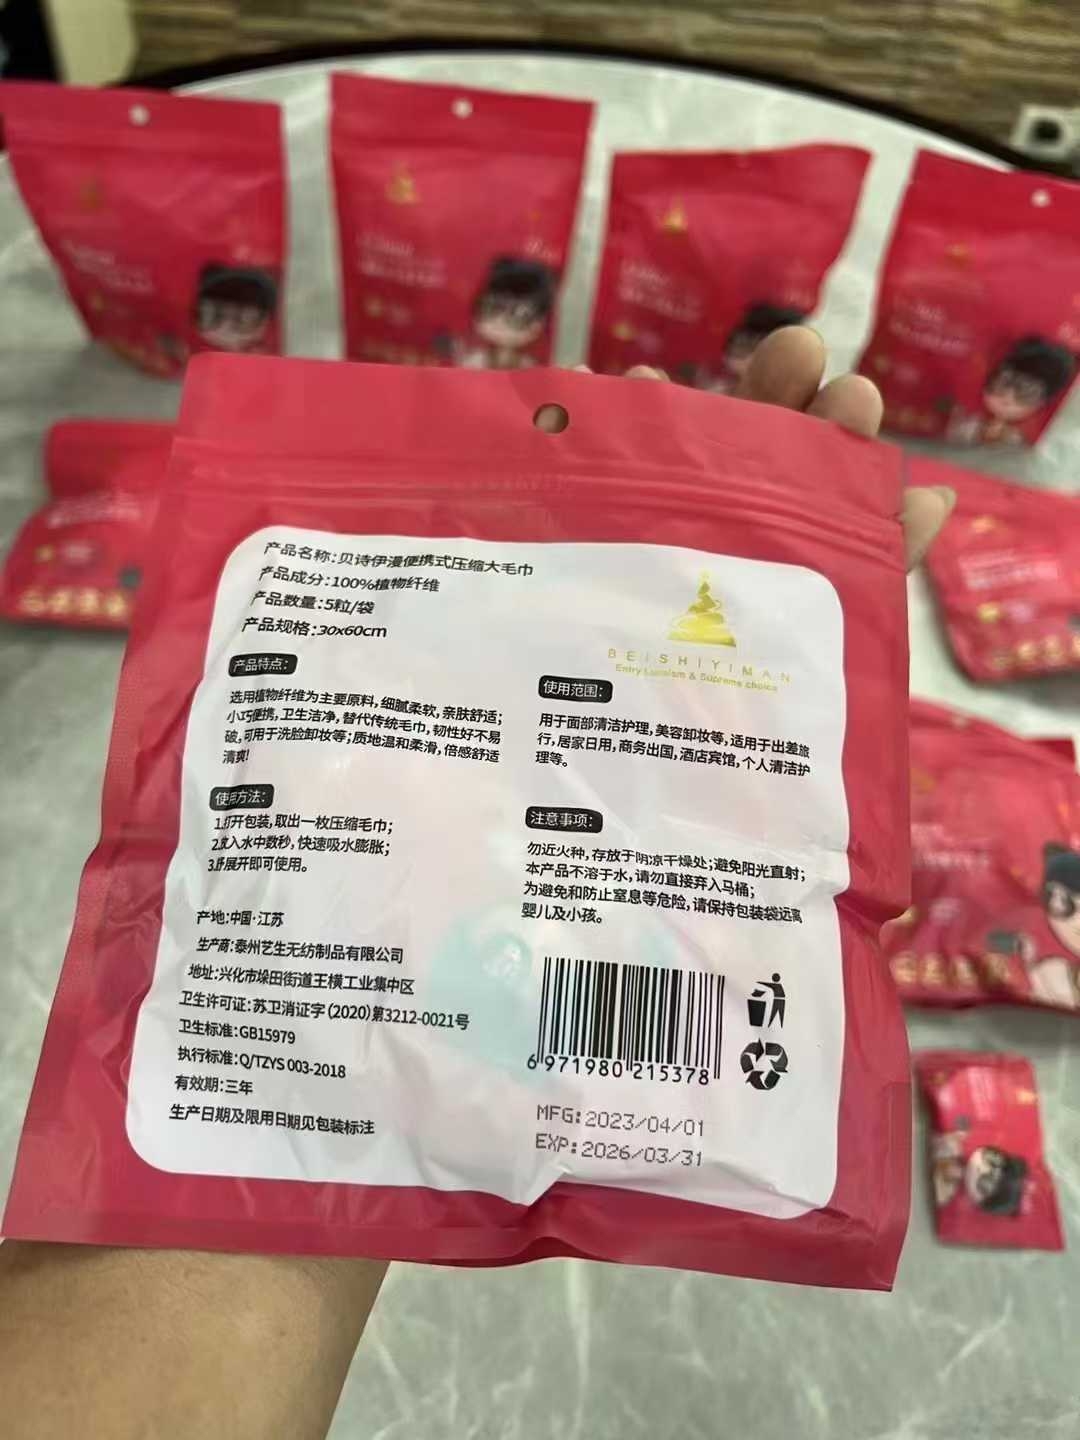 产品名称:贝诗伊漫便携式压缩大毛巾
产品成分:100%植物纤维
产品数量:5粒/袋
产品规格:30x60cm
BEISHIYIMAN
Entry Luxuism & Supreme choice
产品特点:
选用植物纤维为主要原料,细腻柔软,亲肤舒适;
小巧便携,卫生洁净,替代传统毛巾,韧性好不易
破,可用于洗脸卸妆等;质地温和柔滑,倍感舒适
清爽!
使用方法:
1.打开包装,取出一枚压缩毛巾;
2.放入水中数秒,快速吸水膨胀;
3.舒展开即可使用。
使用范围:
用于面部清洁护理,美容卸妆等,适用于出差旅
行,居家日用,商务出国,酒店宾馆,个人清洁护
理等。
注意事项:
勿近火种,存放于阴凉干燥处;避免阳光直射;
本产品不溶于水,请勿直接弃入马桶;
为避免和防止窒息等危险,请保持包装袋远离
婴儿及小孩。
产地:中国·江苏
生产商:泰州艺生无纺制品有限公司
地址:兴化市垛田街道王横工业集中区
卫生许可证:苏卫消证字(2020)第3212-0021号
卫生标准:GB15979
执行标准:Q/TZYS 003-2018
有效期:三年
生产日期及限用日期见包装标注
6 971980 215378
MFG:2023/04/01
EXP:2026/03/31